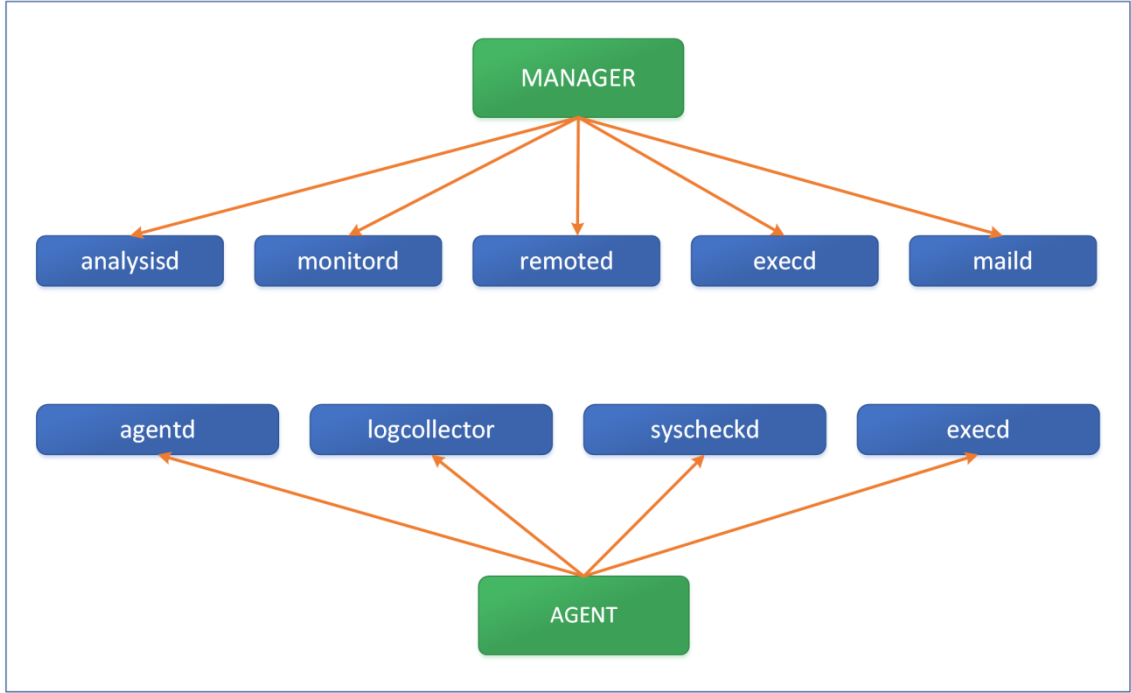 MANAGER
analysisd
monitord
remoted
execd
maild
agentd
logcollector
syscheckd
execd
AGENT